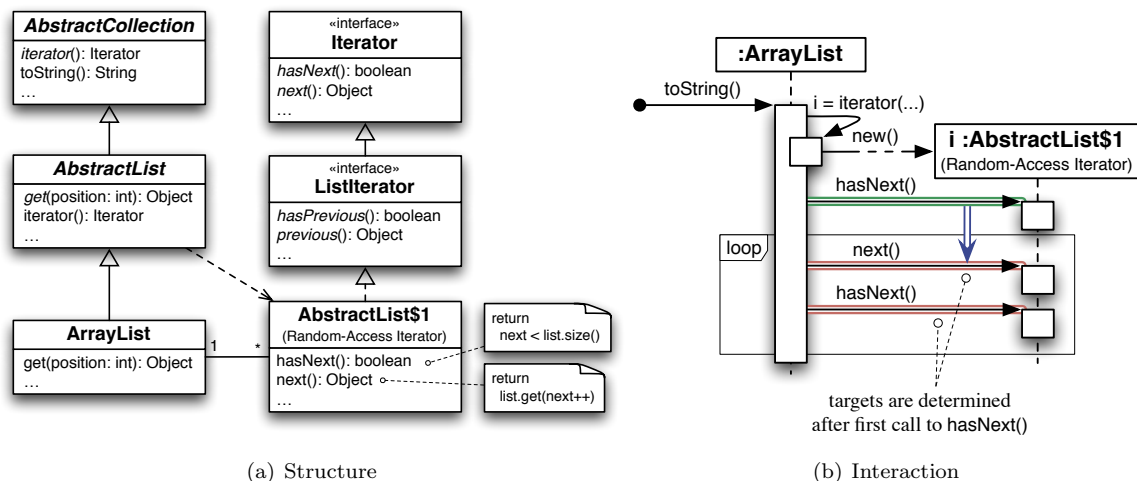 AbstractCollection
iterator(): Iterator
toString(): String
...
AbstractList
get(position: int): Object
iterator(): Iterator
...
ArrayList
get(position: int): Object
...
1
*
«interface»
Iterator
hasNext(): boolean
next(): Object
...
«interface»
ListIterator
hasPrevious(): boolean
previous(): Object
...
AbstractList$1
(Random-Access Iterator)
hasNext(): boolean
next(): Object
...
return
next < list.size()
return
list.get(next++)
(a) Structure
:ArrayList
toString()
i = iterator(...)
new()
i :AbstractList$1
(Random-Access Iterator)
hasNext()
loop
next()
hasNext()
targets are determined
after first call to hasNext()
(b) Interaction